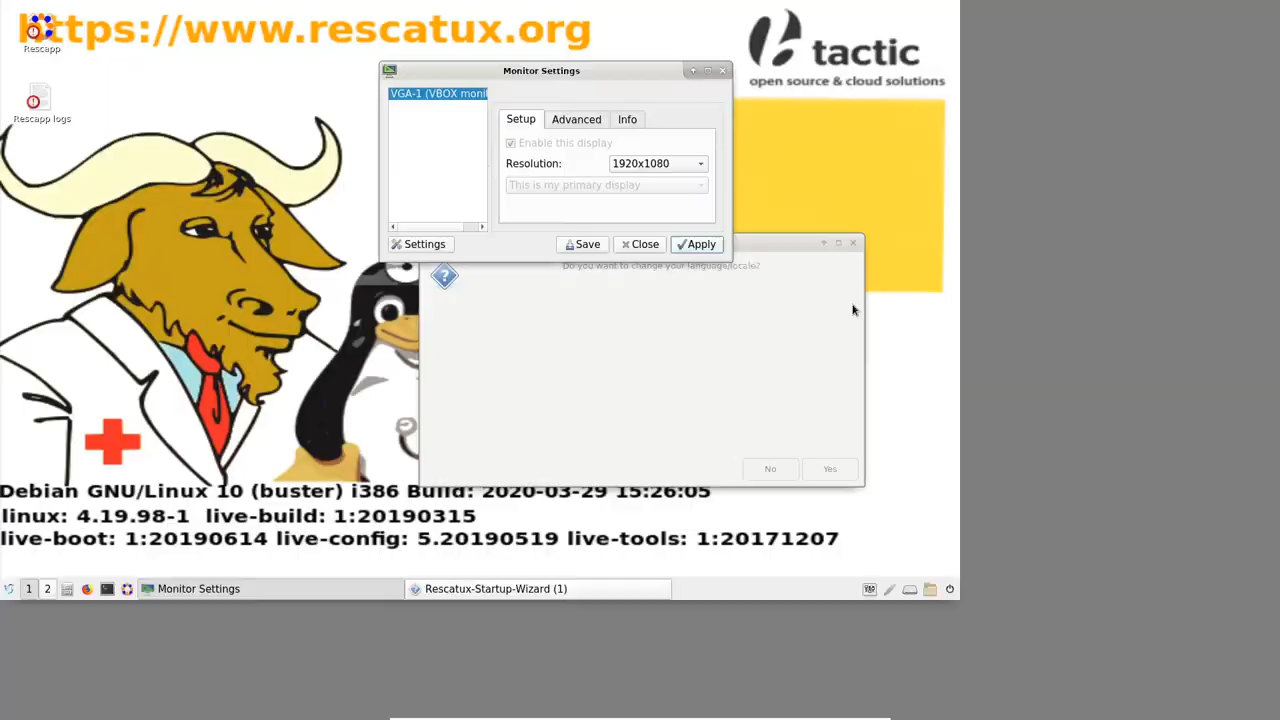 https://www.rescatux.org
tactic
open source & cloud solutions
Rescapp
Rescapp logs
Monitor Settings
VGA-1 (VBOX monit
Setup
Advanced
Info
Enable this display
Resolution:
1920x1080
This is my primary display
Settings
Save
Close
Apply
Do you want to change your language/locale?
No
Yes
Debian GNU/Linux 10 (buster) i386 Build: 2020-03-29 15:26:05
linux: 4.19.98-1 live-build: 1:20190315
live-boot: 1:20190614 live-config: 5.20190519 live-tools: 1:20171207
1
2
Monitor Settings
Rescatux-Startup-Wizard (1)